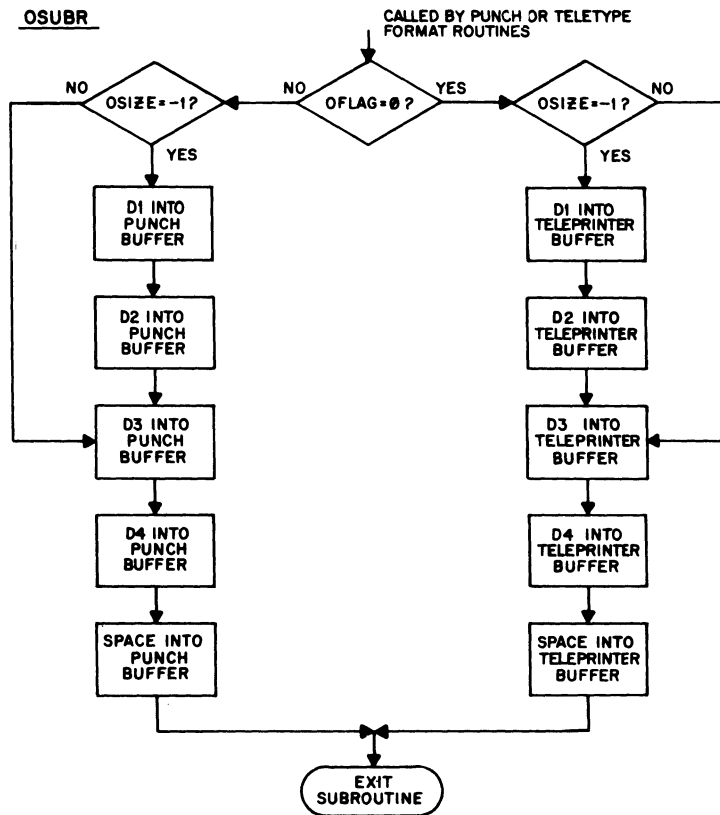 OSUBR
CALLED BY PUNCH OR TELETYPE
FORMAT ROUTINES
NO
OSIZE=-1?
NO
OFLAG=Ø?
YES
OSIZE=-1?
NO
YES
YES
D1 INTO
PUNCH
BUFFER
D1 INTO
TELEPRINTER
BUFFER
D2 INTO
PUNCH
BUFFER
D2 INTO
TELEPRINTER
BUFFER
D3 INTO
PUNCH
BUFFER
D3 INTO
TELEPRINTER
BUFFER
D4 INTO
PUNCH
BUFFER
D4 INTO
TELEPRINTER
BUFFER
SPACE INTO
PUNCH
BUFFER
SPACE INTO
TELEPRINTER
BUFFER
EXIT
SUBROUTINE